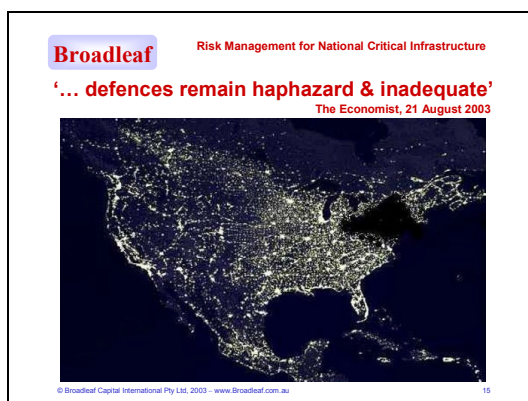 Broadleaf
Risk Management for National Critical Infrastructure
‘… defences remain haphazard & inadequate’
The Economist, 21 August 2003
© Broadleaf Capital International Pty Ltd, 2003 – www.Broadleaf.com.au
15